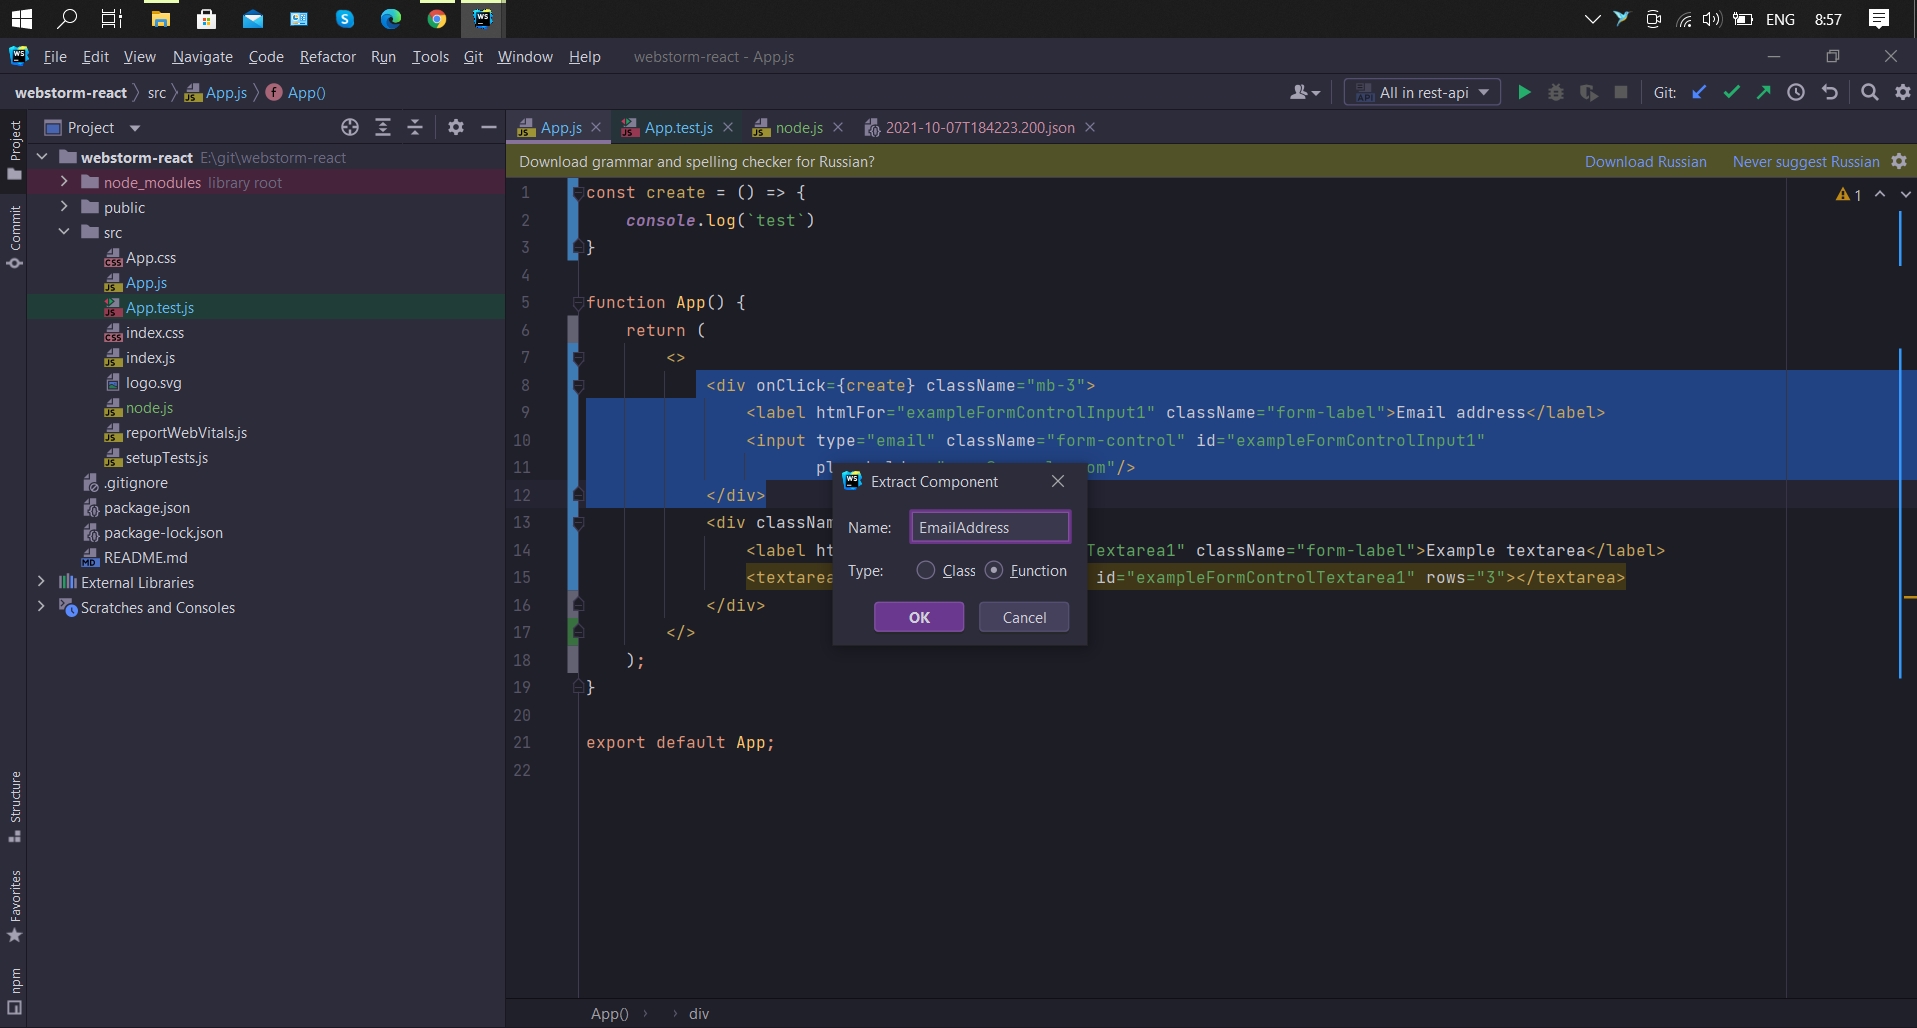 ENG 8:57
File Edit View Navigate Code Refactor Run Tools Git Window Help webstorm-react - App.js
webstorm-react src App.js App() All in rest-api Git:
Project
App.js App.test.js node.js 2021-10-07T184223.200.json
Download grammar and spelling checker for Russian? Download Russian Never suggest Russian
Project
Commit
Structure
Favorites
npm
webstorm-react E:\git\webstorm-react
node_modules library root
public
src
App.css
App.js
App.test.js
index.css
index.js
logo.svg
node.js
reportWebVitals.js
setupTests.js
.gitignore
package.json
package-lock.json
README.md
External Libraries
Scratches and Consoles
1
1 const create = () => {
2 console.log(`test`)
3 }
4
5 function App() {
6 return (
7 <>
8 <div onClick={create} className="mb-3">
9 <label htmlFor="exampleFormControlInput1" className="form-label">Email address</label>
10 <input type="email" className="form-control" id="exampleFormControlInput1"
11 pl om"/>
12 </div>
13 <div classNam
14 <label ht Textarea1" className="form-label">Example textarea</label>
15 <textarea id="exampleFormControlTextarea1" rows="3"></textarea>
16 </div>
17 </>
18 );
19 }
20
21 export default App;
22
Extract Component
Name: EmailAddress
Type: Class Function
OK Cancel
App() div